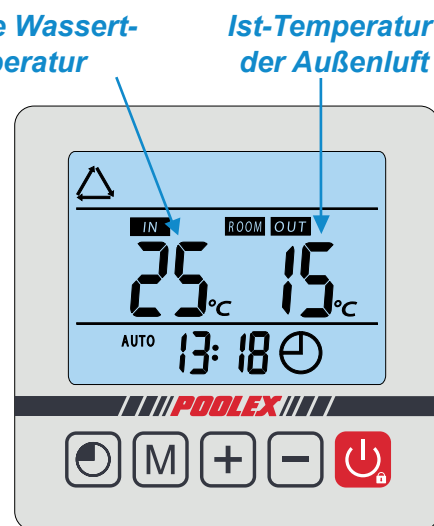 e Wassert-
peratur
Ist-Temperatur
der Außenluft
IN ROOM OUT
25 °C 15 °C
AUTO 13:18
POOLEX
M + −